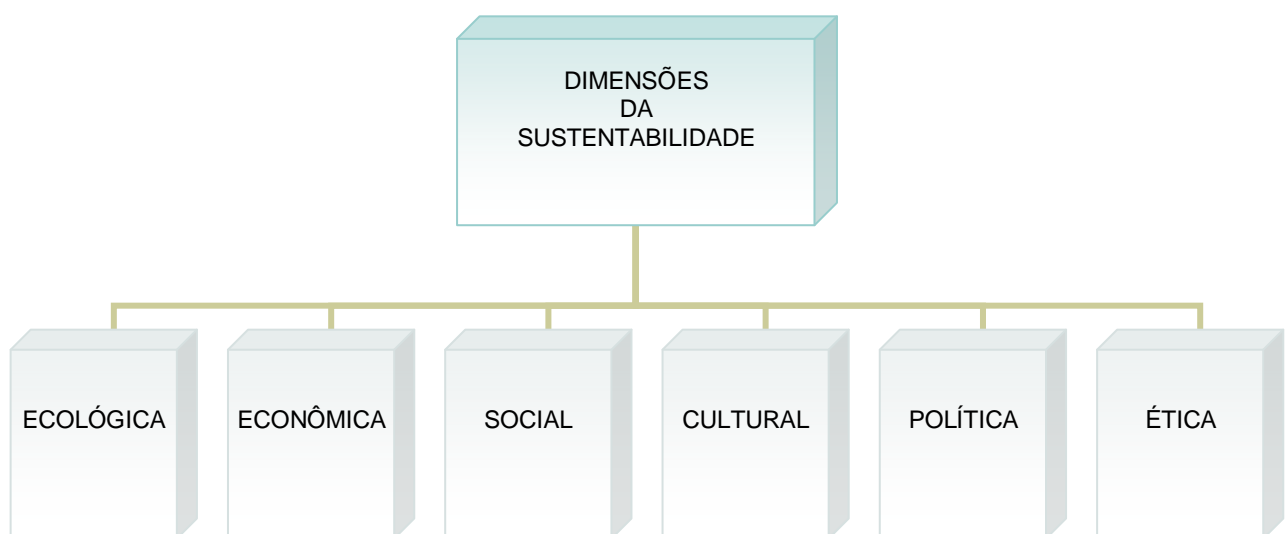 DIMENSÕES
DA
SUSTENTABILIDADE
ECOLÓGICA
ECONÔMICA
SOCIAL
CULTURAL
POLÍTICA
ÉTICA